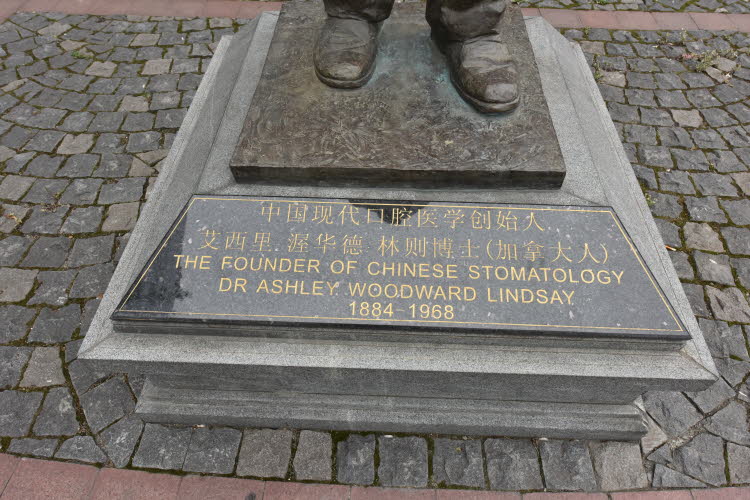 中国现代口腔医学创始人
艾西里.渥华德.林则博士(加拿大人)
THE FOUNDER OF CHINESE STOMATOLOGY
DR ASHLEY.WOODWARD LINDSAY
1884-1968